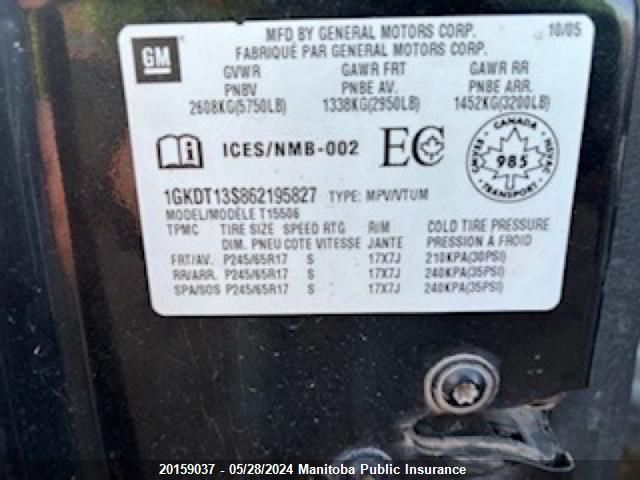 GM
MFD BY GENERAL MOTORS CORP. 10/05
FABRIQUÉ PAR GENERAL MOTORS CORP.
GVWR GAWR FRT GAWR RR
PNBV PNBE AV. PNBE ARR.
2608KG(5750LB) 1338KG(2950LB) 1452KG(3200LB)
ICES/NMB-002 EC
CANADA
985
TRANSPORT
1GKDT13S862195827 TYPE: MPV/VTUM
MODEL/MODÈLE T15506
TPMC TIRE SIZE SPEED RTG RIM COLD TIRE PRESSURE
DIM. PNEU COTE VITESSE JANTE PRESSION A FROID
FRT/AV. P245/65R17 S 17X7J 210KPA(30PSI)
RR/ARR. P245/65R17 S 17X7J 240KPA(35PSI)
SPA/SOS P245/65R17 S 17X7J 240KPA(35PSI)
20159037 - 05/28/2024 Manitoba Public Insurance